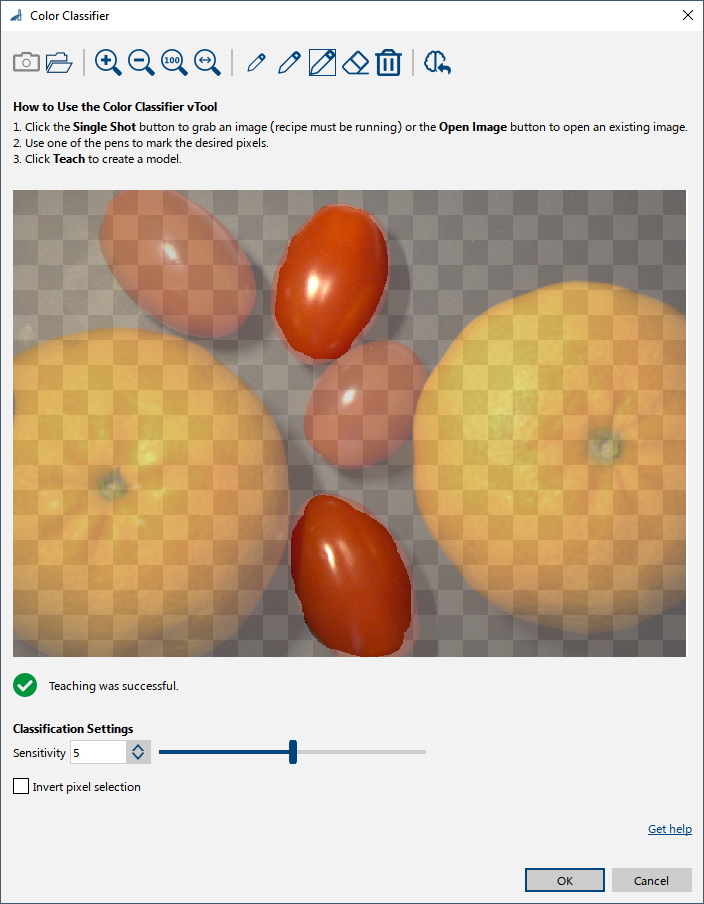 Color Classifier
100
How to Use the Color Classifier vTool
1. Click the Single Shot button to grab an image (recipe must be running) or the Open Image button to open an existing image.
2. Use one of the pens to mark the desired pixels.
3. Click Teach to create a model.
Teaching was successful.
Classification Settings
Sensitivity 5
Invert pixel selection
Get help
OK Cancel